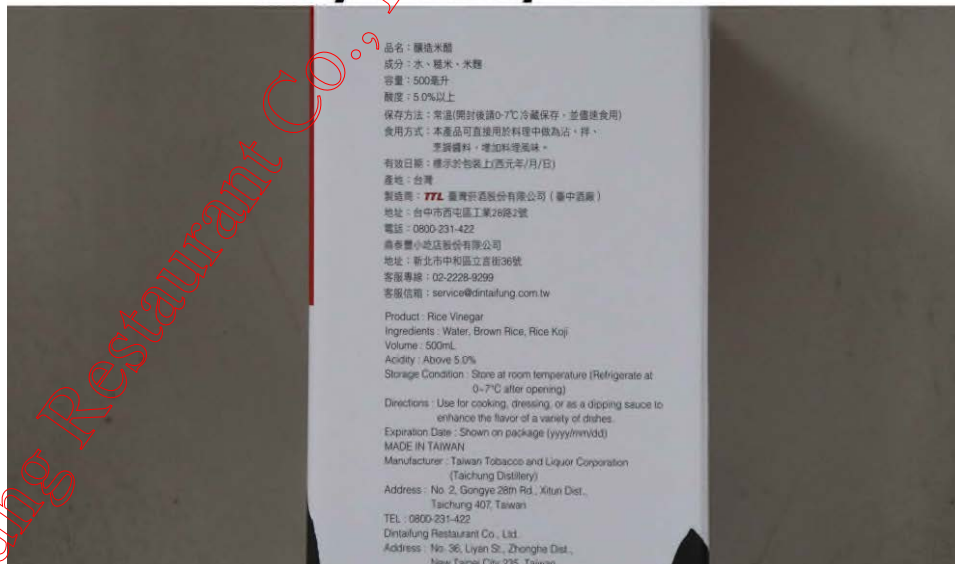 品名：釀造米醋
成分：水、糙米、米麴
容量：500毫升
酸度：5.0%以上
保存方法：常溫(開封後請0-7℃冷藏保存、並儘速食用)
食用方式：本產品可直接用於料理中做為沾、拌、
烹調醬料，增加料理風味。
有效日期：標示於包裝上(西元年/月/日)
產地：台灣
製造商：TTL 臺灣菸酒股份有限公司（臺中酒廠）
地址：台中市西屯區工業28路2號
電話：0800-231-422
鼎泰豐小吃店股份有限公司
地址：新北市中和區立言街36號
客服專線：02-2228-9299
客服信箱：service@dintaifung.com.tw
Product : Rice Vinegar
Ingredients : Water, Brown Rice, Rice Koji
Volume : 500mL
Acidity : Above 5.0%
Storage Condition : Store at room temperature (Refrigerate at
0~7°C after opening)
Directions : Use for cooking, dressing, or as a dipping sauce to
enhance the flavor of a variety of dishes.
Expiration Date : Shown on package (yyyy/mm/dd)
MADE IN TAIWAN
Manufacturer : Taiwan Tobacco and Liquor Corporation
(Taichung Distillery)
Address : No. 2, Gongye 28th Rd., Xitun Dist.,
Taichung 407, Taiwan
TEL : 0800-231-422
Dintaifung Restaurant Co., Ltd.
Address : No. 36, Liyan St., Zhonghe Dist.,
New Taipei City 235, Taiwan
ang Restaurant Co.,